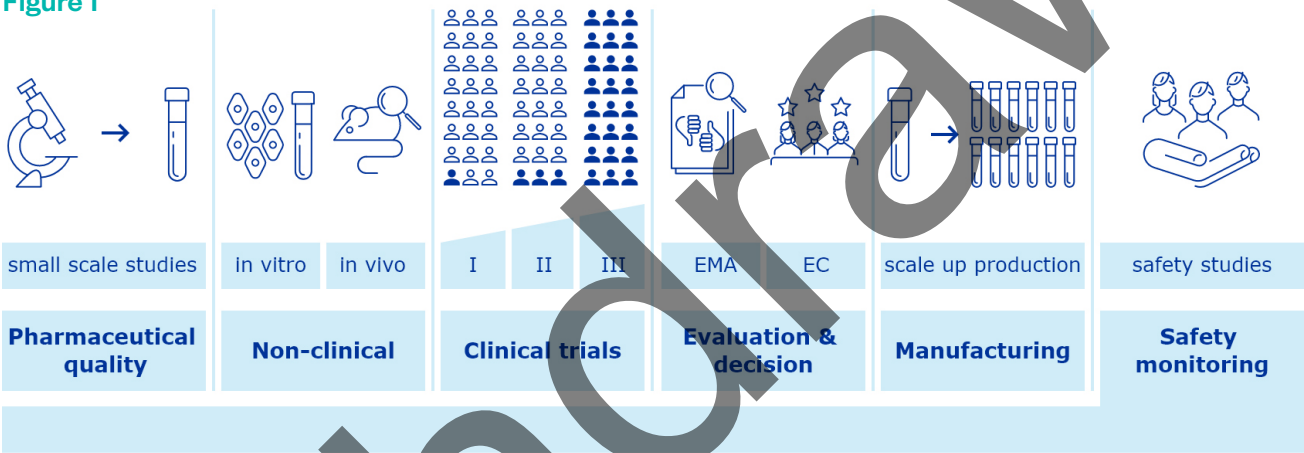 Figure 1
small scale studies
in vitro
in vivo
I
II
III
EMA
EC
scale up production
safety studies
Pharmaceutical
quality
Non-clinical
Clinical trials
Evaluation &
decision
Manufacturing
Safety
monitoring